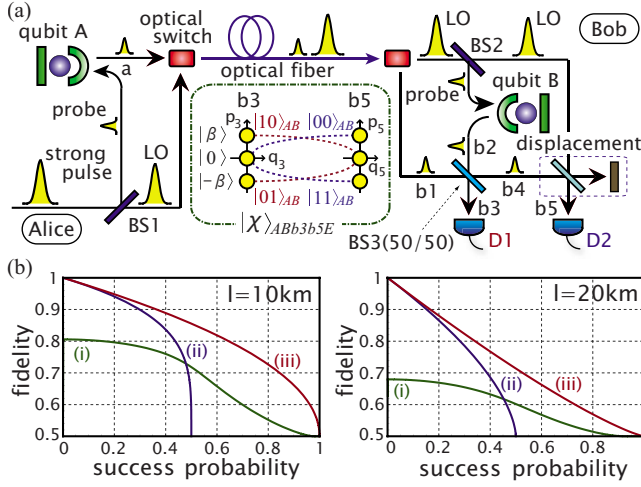 (a)
optical
switch
LO
LO
BS2
Bob
qubit A
a
optical fiber
probe
qubit B
probe
b3
b5
p3
p5
|10⟩AB
|00⟩AB
|β⟩
|0⟩
|−β⟩
q3
q5
|01⟩AB
|11⟩AB
|χ⟩ABb3b5E
strong
pulse
LO
Alice
BS1
b2
displacement
b1
b4
b3
b5
BS3(50/50)
D1
D2
(b)
l=10km
(i)
(ii)
(iii)
fidelity
1
0.9
0.8
0.7
0.6
0.5
0
0.2
0.4
0.6
0.8
1
success probability
l=20km
(i)
(ii)
(iii)
fidelity
1
0.9
0.8
0.7
0.6
0.5
0
0.2
0.4
0.6
0.8
success probability